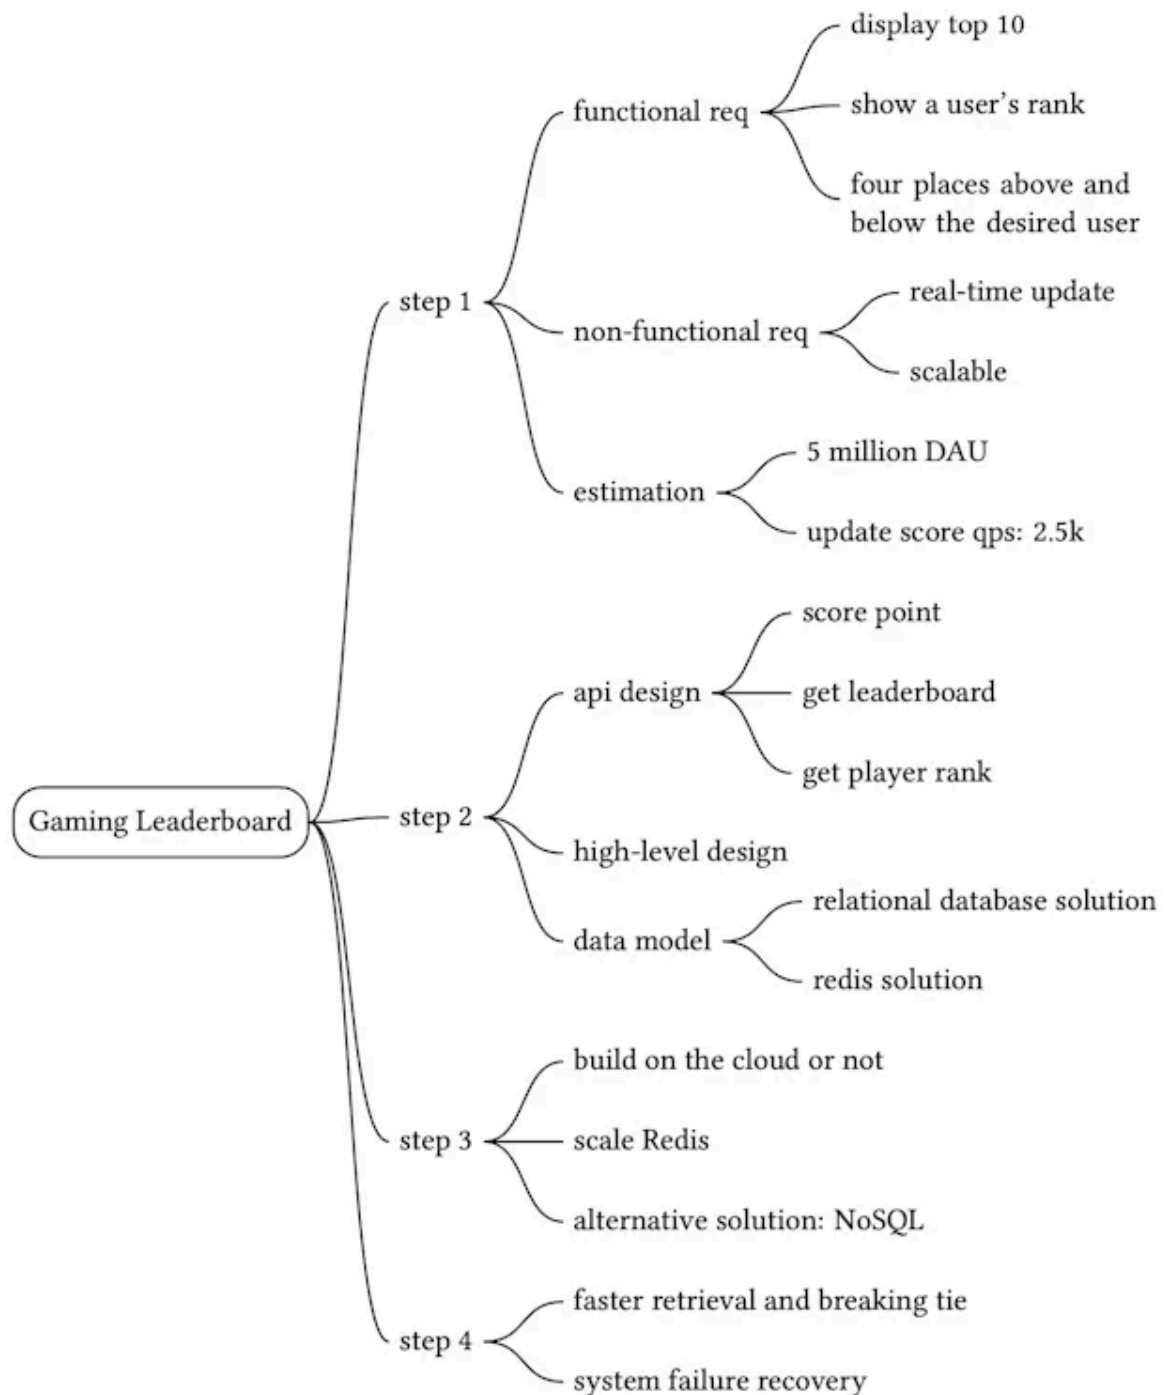 Gaming Leaderboard
step 1
functional req
display top 10
show a user’s rank
four places above and
below the desired user
non-functional req
real-time update
scalable
estimation
5 million DAU
update score qps: 2.5k
step 2
api design
score point
get leaderboard
get player rank
high-level design
data model
relational database solution
redis solution
step 3
build on the cloud or not
scale Redis
alternative solution: NoSQL
step 4
faster retrieval and breaking tie
system failure recovery